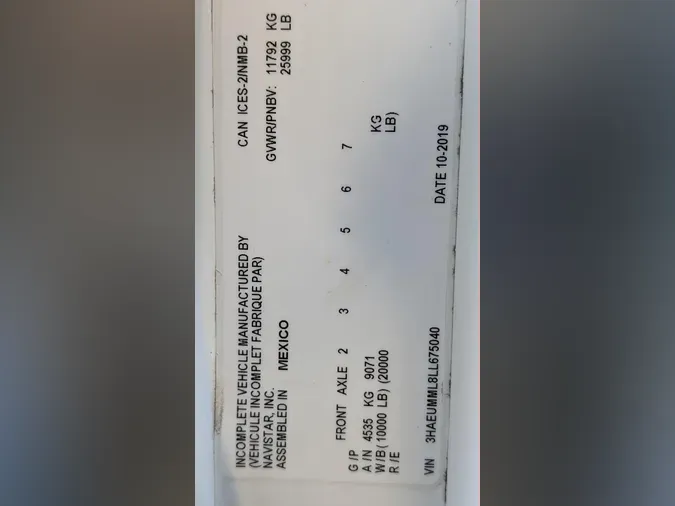 INCOMPLETE VEHICLE MANUFACTURED BY CAN ICES-2/NMB-2
(VEHICULE INCOMPLET FABRIQUE PAR)
NAVISTAR, INC. GVWR/PNBV: 11792 KG
ASSEMBLED IN MEXICO 25999 LB
FRONT AXLE 2 3 4 5 6 7
G /P
A /N 4535 KG 9071 KG
W/B( 10000 LB) (20000 LB)
R /E
VIN 3HAEUMML8LL675040 DATE 10-2019